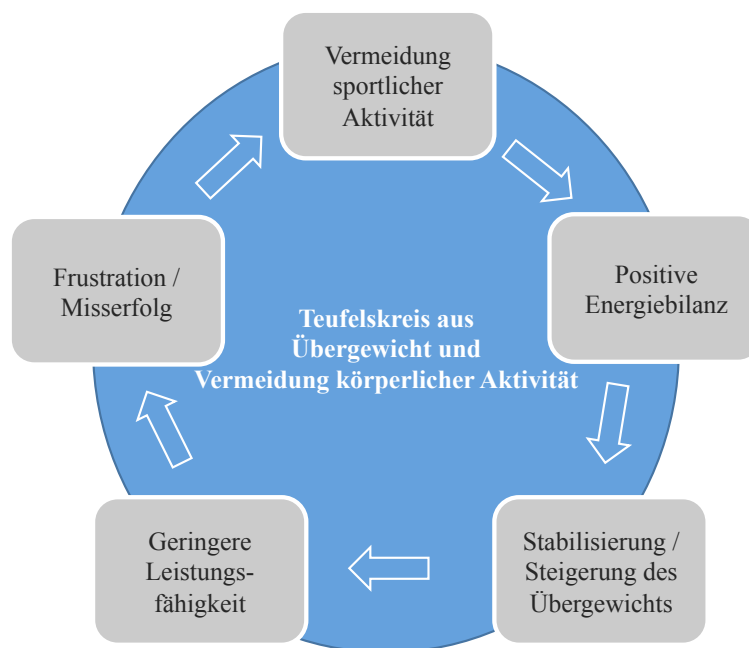 Vermeidung
sportlicher
Aktivität
Positive
Energiebilanz
Stabilisierung /
Steigerung des
Übergewichts
Geringere
Leistungs-
fähigkeit
Frustration /
Misserfolg
Teufelskreis aus
Übergewicht und
Vermeidung körperlicher Aktivität